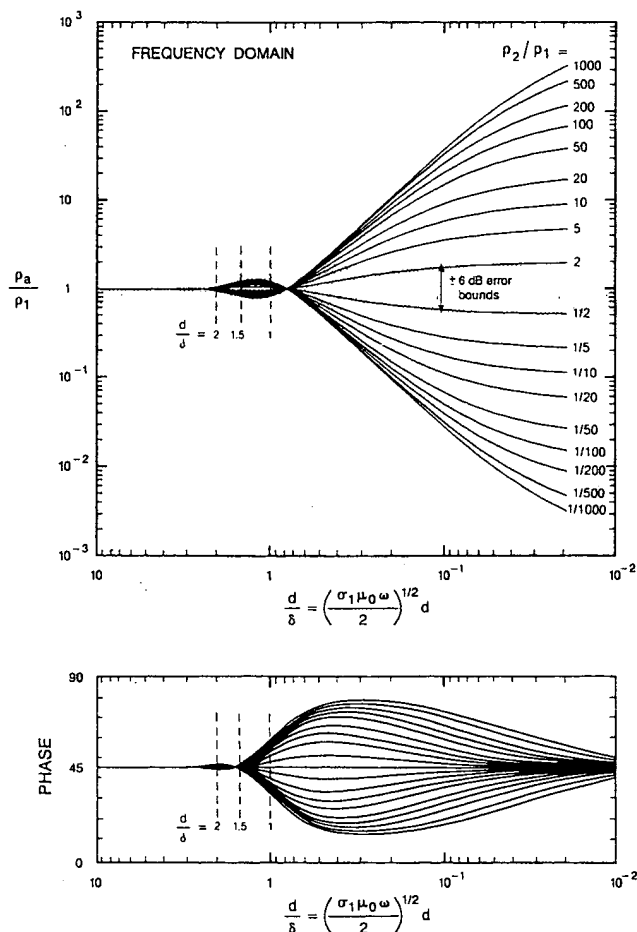 FREQUENCY DOMAIN
ρ₂/ρ₁ =
10³
10²
10
1
10⁻¹
10⁻²
10⁻³
ρa/ρ₁
1000
500
200
100
50
20
10
5
2
± 6 dB error
bounds
1/2
1/5
1/10
1/20
1/50
1/100
1/200
1/500
1/1000
d/δ = 2 1.5 1
10 1 10⁻¹ 10⁻²
d/δ = (σ₁μ₀ω/2)^1/2 d
90
45
0
PHASE
d/δ = 2 1.5 1
10 1 10⁻¹ 10⁻²
d/δ = (σ₁μ₀ω/2)^1/2 d